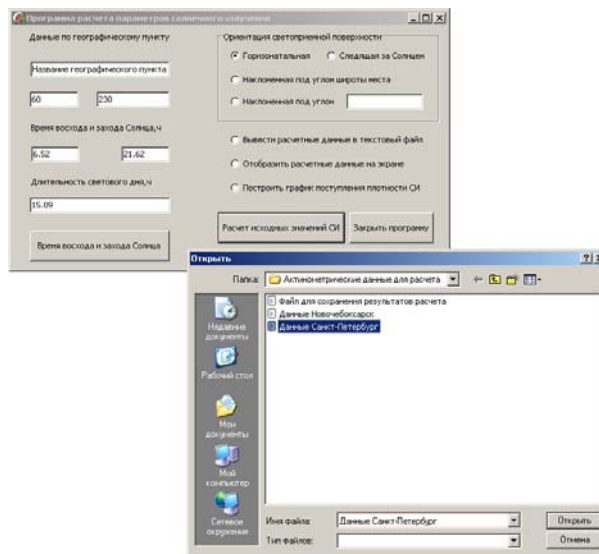 Программа расчета параметров солнечного излучения
Данные по географическому пункту
Название географического пункта
60 230
Время восхода и захода Солнца,ч
6.52 21.62
Длительность светового дня,ч
15.09
Время восхода и захода Солнца
Ориентация светоприемной поверхности
Горизонатальная Следящая за Солнцем
Наклоненная под углом широты места
Наклоненная под углом
Вывести расчетные данные в текстовый файл
Отобразить расчетные данные на экране
Построить график поступления плотности СИ
Расчет исходных значений СИ Закрыть программу
Открыть
Папка: Актинометрические данные для расчета
Файл для сохранения результатов расчета
Данные Новочебоксарск
Данные Санкт-Петербург
Недавние документы
Рабочий стол
Мои документы
Мой компьютер
Сетевое окружение
Имя файла: Данные Санкт-Петербург Открыть
Тип файлов: Отмена